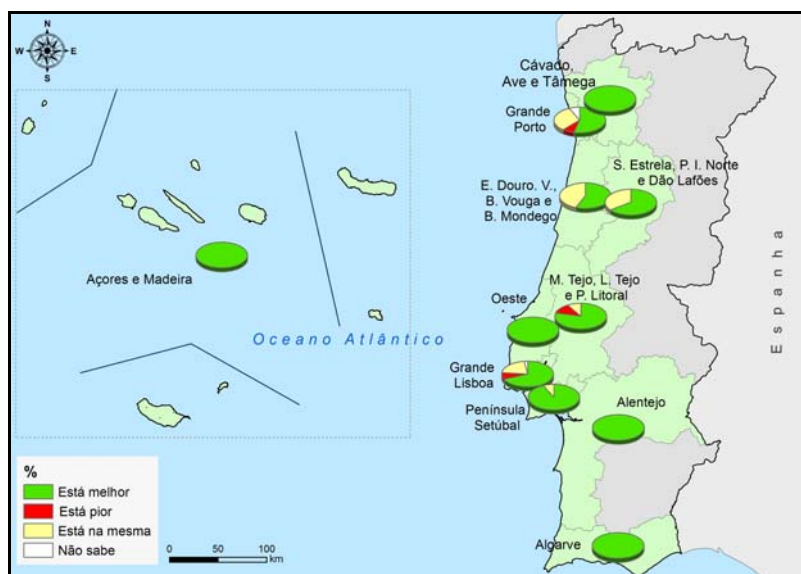 N
W E
S
Cávado,
Ave e Tâmega
Grande
Porto
S. Estrela, P. I. Norte
e Dão Lafões
E. Douro. V.,
B. Vouga e
B. Mondego
Espanha
Açores e Madeira
M. Tejo, L. Tejo
e P. Litoral
Oeste
Oceano Atlântico
Grande
Lisboa
Península
Setúbal
Alentejo
Algarve
%
Está melhor
Está pior
Está na mesma
Não sabe
0 50 100
km